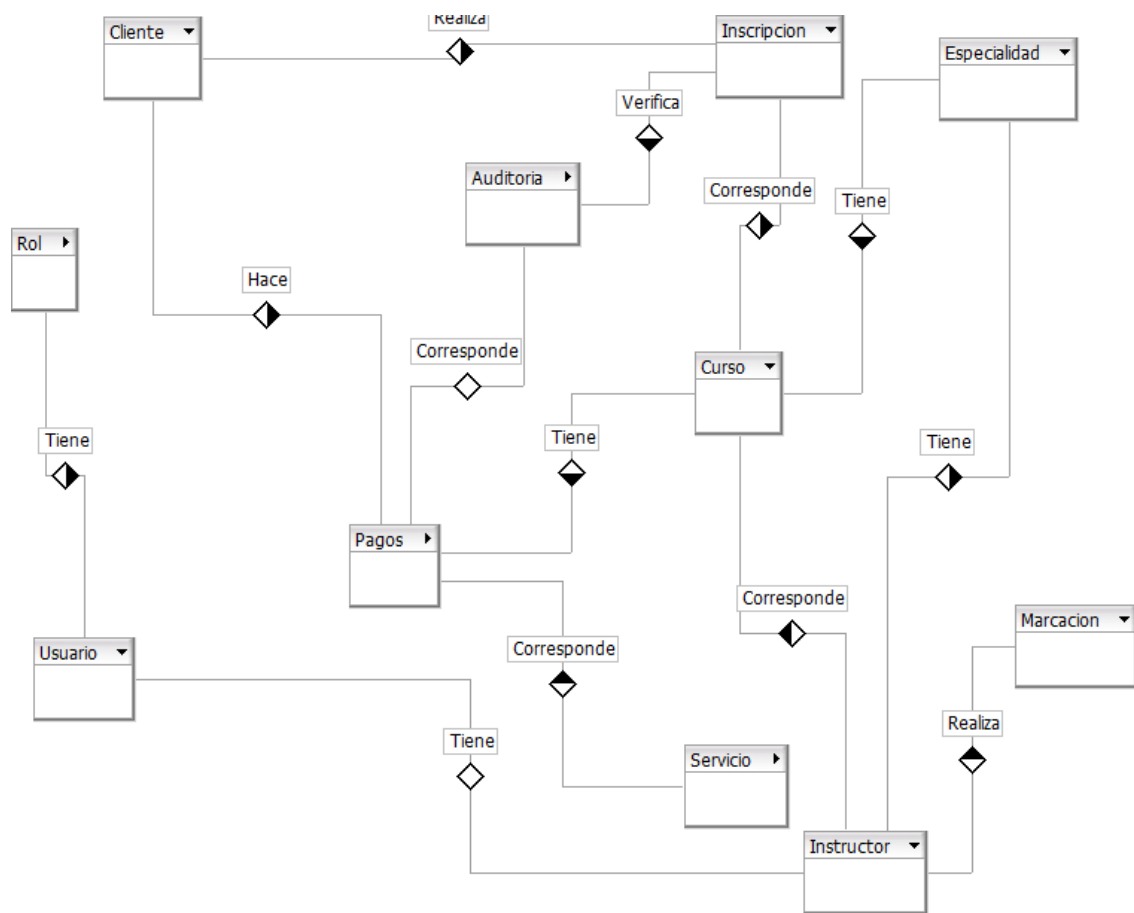 Realiza
Cliente
Inscripcion
Especialidad
Verifica
Auditoria
Corresponde
Tiene
Rol
Hace
Corresponde
Curso
Tiene
Tiene
Tiene
Pagos
Corresponde
Marcacion
Usuario
Corresponde
Realiza
Tiene
Servicio
Instructor